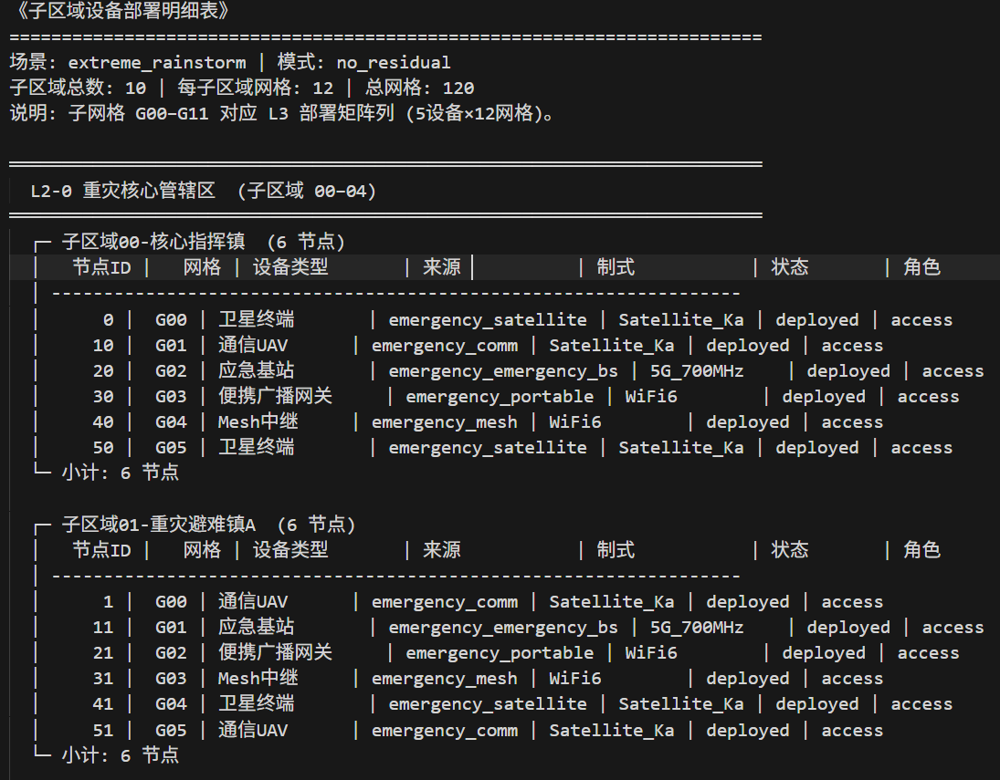 《子区域设备部署明细表》
========================================================================
场景: extreme_rainstorm | 模式: no_residual
子区域总数: 10 | 每子区域网格: 12 | 总网格: 120
说明: 子网格 G00–G11 对应 L3 部署矩阵列 (5设备×12网格)。
════════════════════════════════════════════════════════════════════════
L2-0 重灾核心管辖区 (子区域 00–04)
════════════════════════════════════════════════════════════════════════
┌─ 子区域00-核心指挥镇 (6 节点)
│ 节点ID | 网格 | 设备类型 | 来源 | 制式 | 状态 | 角色
│ ------------------------------------------------------------------
│ 0 | G00 | 卫星终端 | emergency_satellite | Satellite_Ka | deployed | access
│ 10 | G01 | 通信UAV | emergency_comm | Satellite_Ka | deployed | access
│ 20 | G02 | 应急基站 | emergency_emergency_bs | 5G_700MHz | deployed | access
│ 30 | G03 | 便携广播网关 | emergency_portable | WiFi6 | deployed | access
│ 40 | G04 | Mesh中继 | emergency_mesh | WiFi6 | deployed | access
│ 50 | G05 | 卫星终端 | emergency_satellite | Satellite_Ka | deployed | access
└─ 小计: 6 节点
┌─ 子区域01-重灾避难镇A (6 节点)
│ 节点ID | 网格 | 设备类型 | 来源 | 制式 | 状态 | 角色
│ ------------------------------------------------------------------
│ 1 | G00 | 通信UAV | emergency_comm | Satellite_Ka | deployed | access
│ 11 | G01 | 应急基站 | emergency_emergency_bs | 5G_700MHz | deployed | access
│ 21 | G02 | 便携广播网关 | emergency_portable | WiFi6 | deployed | access
│ 31 | G03 | Mesh中继 | emergency_mesh | WiFi6 | deployed | access
│ 41 | G04 | 卫星终端 | emergency_satellite | Satellite_Ka | deployed | access
│ 51 | G05 | 通信UAV | emergency_comm | Satellite_Ka | deployed | access
└─ 小计: 6 节点